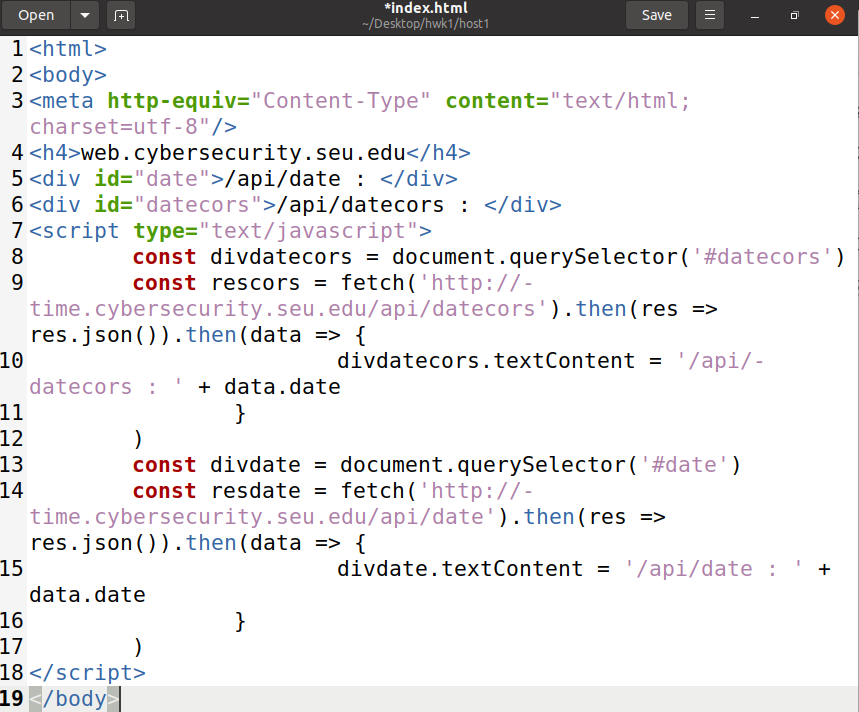 Open
*index.html
~/Desktop/hwk1/host1
Save
1 <html>
2 <body>
3 <meta http-equiv="Content-Type" content="text/html;
charset=utf-8"/>
4 <h4>web.cybersecurity.seu.edu</h4>
5 <div id="date">/api/date : </div>
6 <div id="datecors">/api/datecors : </div>
7 <script type="text/javascript">
8 const divdatecors = document.querySelector('#datecors')
9 const rescors = fetch('http://-
time.cybersecurity.seu.edu/api/datecors').then(res =>
res.json()).then(data => {
10 divdatecors.textContent = '/api/-
datecors : ' + data.date
11 }
12 )
13 const divdate = document.querySelector('#date')
14 const resdate = fetch('http://-
time.cybersecurity.seu.edu/api/date').then(res =>
res.json()).then(data => {
15 divdate.textContent = '/api/date : ' +
data.date
16 }
17 )
18 </script>
19 </body>